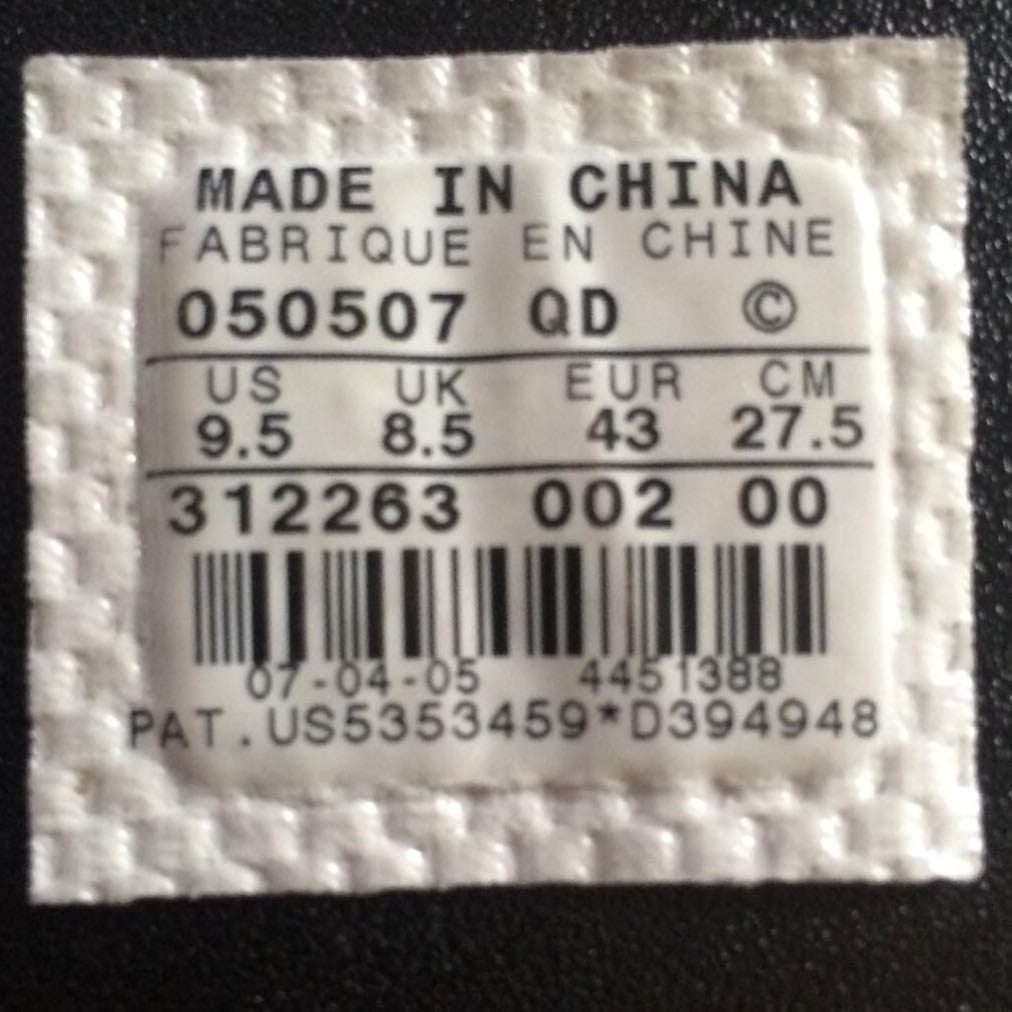 MADE IN CHINA
FABRIQUE EN CHINE
050507 QD ©
US UK EUR CM
9.5 8.5 43 27.5
312263 002 00
07-04-05 4451388
PAT.US5353459*D394948